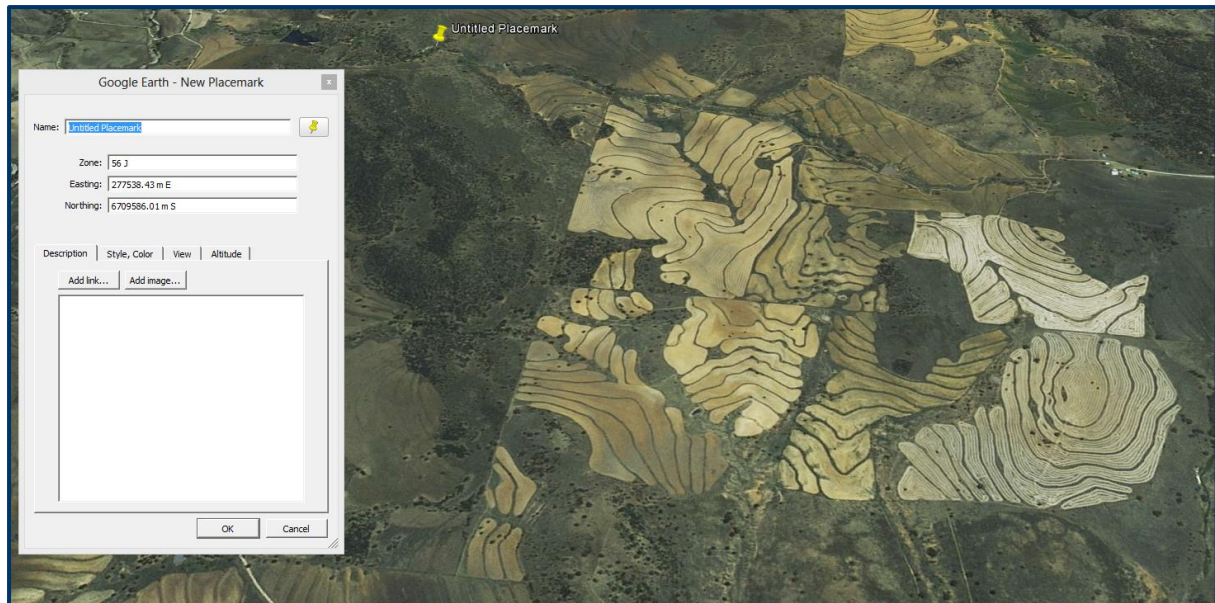 Untitled Placemark
Google Earth - New Placemark
x
Name: Untitled Placemark
Zone: 56 J
Easting: 277538.43 m E
Northing: 6709586.01 m S
Description Style, Color View Altitude
Add link... Add image...
OK Cancel